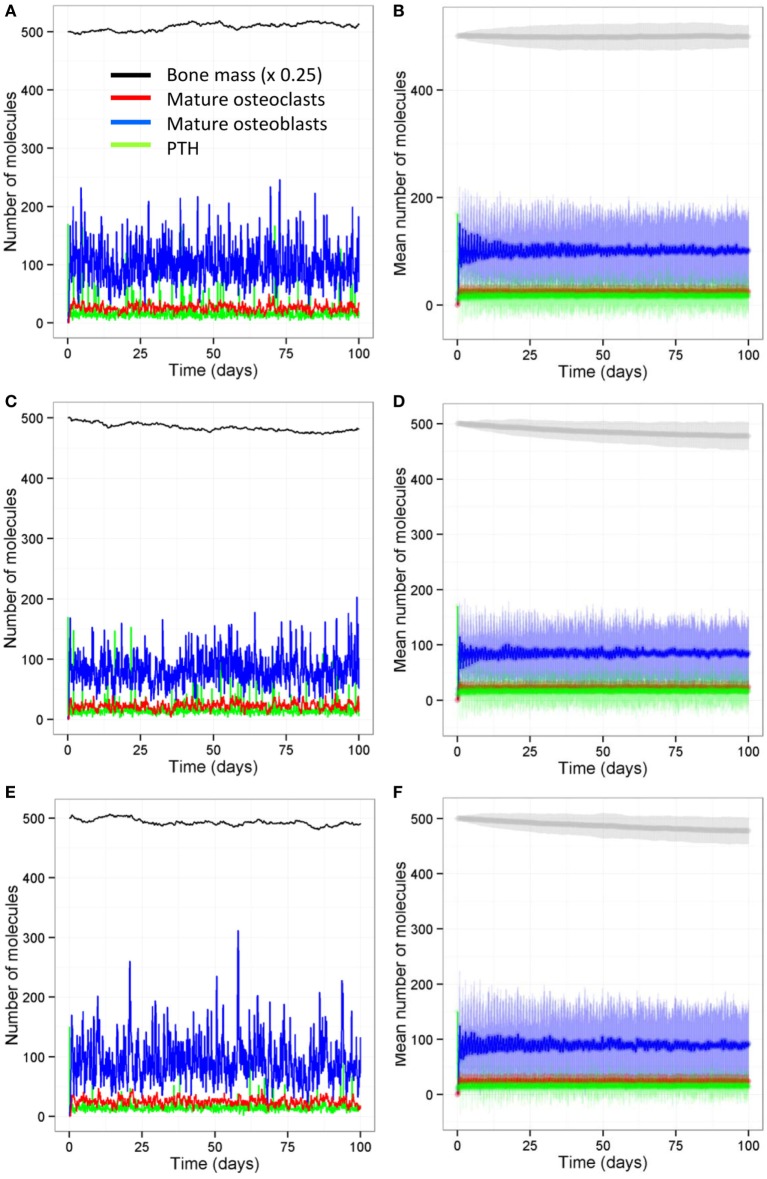 A
Number of molecules
500
400
300
200
100
0
Bone mass (x 0.25)
Mature osteoclasts
Mature osteoblasts
PTH
0 25 50 75 100
Time (days)
B
Mean number of molecules
400
200
0
0 25 50 75 100
Time (days)
C
Number of molecules
500
400
300
200
100
0
0 25 50 75 100
Time (days)
D
Mean number of molecules
500
400
300
200
100
0
0 25 50 75 100
Time (days)
E
Number of molecules
500
400
300
200
100
0
0 25 50 75 100
Time (days)
F
Mean number of molecules
500
400
300
200
100
0
0 25 50 75 100
Time (days)